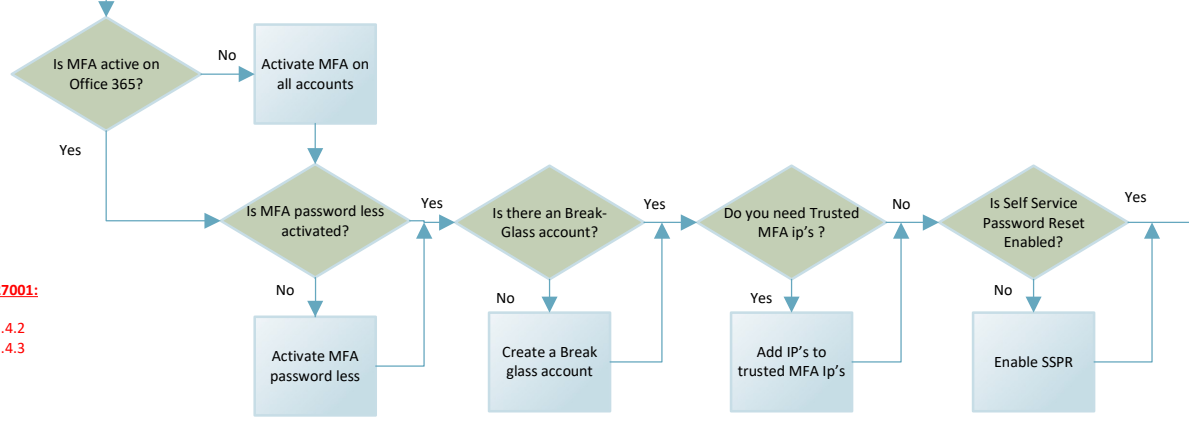 Is MFA active on
Office 365?
No
Activate MFA on
all accounts
Yes
Is MFA password less
activated?
Yes
No
Activate MFA
password less
Is there an Break-
Glass account?
Yes
No
Create a Break
glass account
Do you need Trusted
MFA ip's ?
No
Yes
Add IP's to
trusted MFA Ip's
Is Self Service
Password Reset
Enabled?
Yes
No
Enable SSPR
7001:
.4.2
.4.3